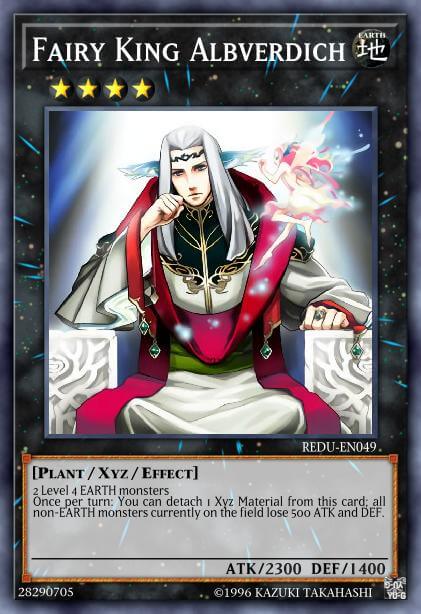 Fairy King Albverdich
EARTH
地
REDU-EN049
[Plant / Xyz / Effect]
2 Level 4 EARTH monsters
Once per turn: You can detach 1 Xyz Material from this card; all
non-EARTH monsters currently on the field lose 500 ATK and DEF.
ATK/2300 DEF/1400
28290705
©1996 KAZUKI TAKAHASHI